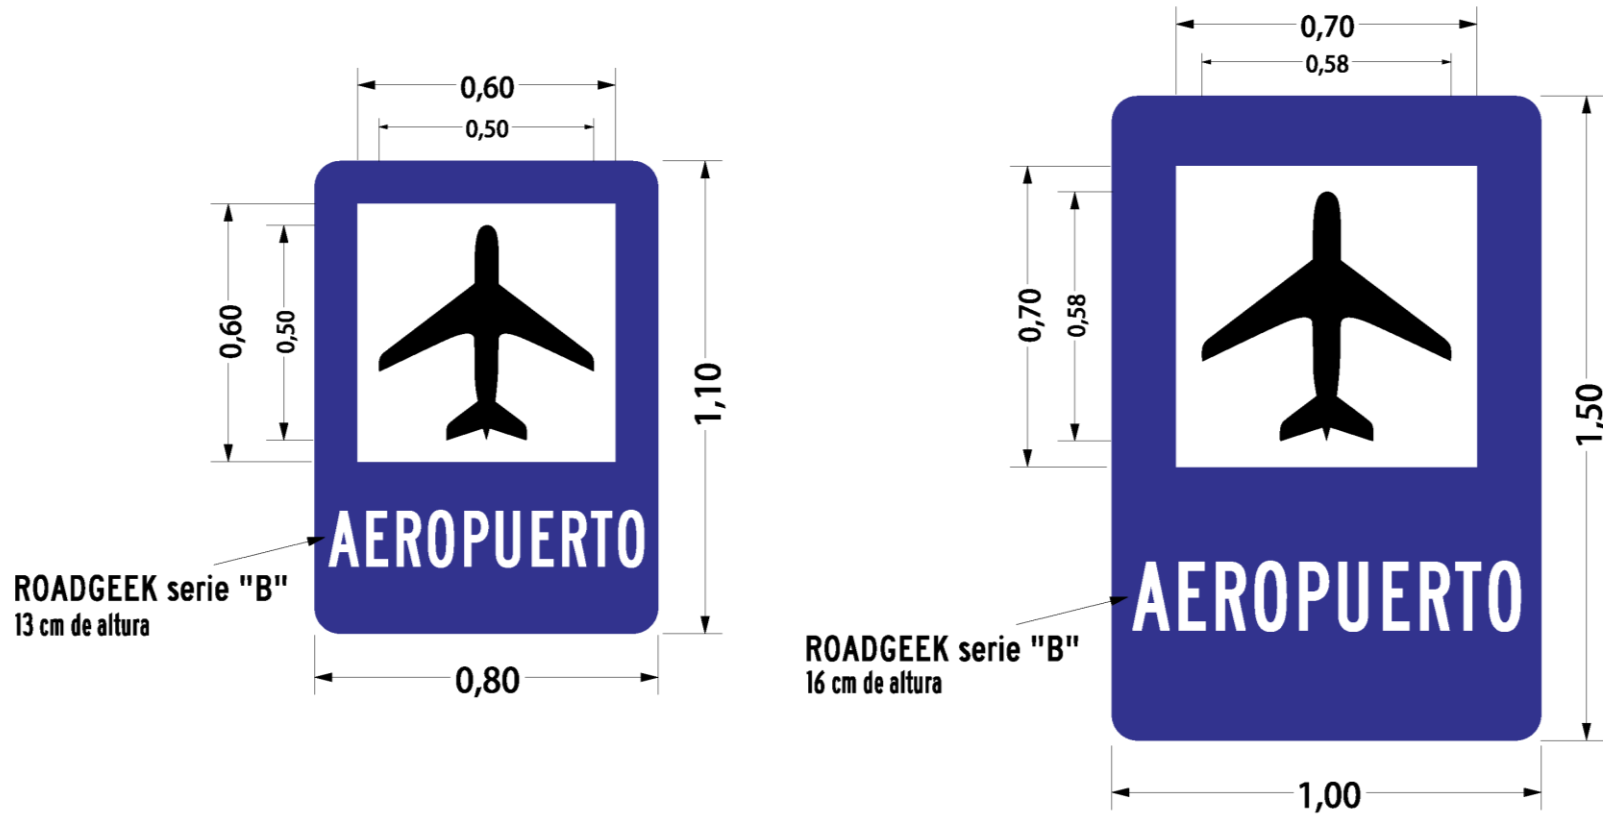 0,60
0,50
0,60
0,50
1,10
AEROPUERTO
ROADGEEK serie "B"
13 cm de altura
0,80
0,70
0,58
0,70
0,58
1,50
AEROPUERTO
ROADGEEK serie "B"
16 cm de altura
1,00